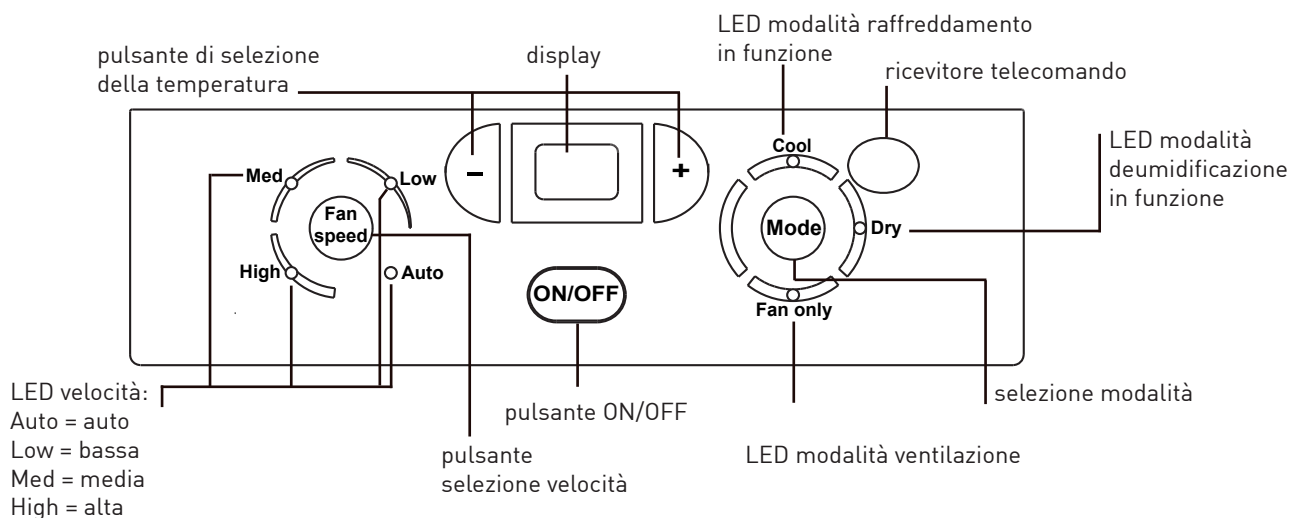 LED modalità raffreddamento
in funzione
pulsante di selezione
della temperatura
display
ricevitore telecomando
LED modalità
deumidificazione
in funzione
Med
Low
Fan
speed
High
Auto
-
+
ON/OFF
Cool
Mode
Dry
Fan only
LED velocità:
Auto = auto
Low = bassa
Med = media
High = alta
pulsante
selezione velocità
pulsante ON/OFF
LED modalità ventilazione
selezione modalità